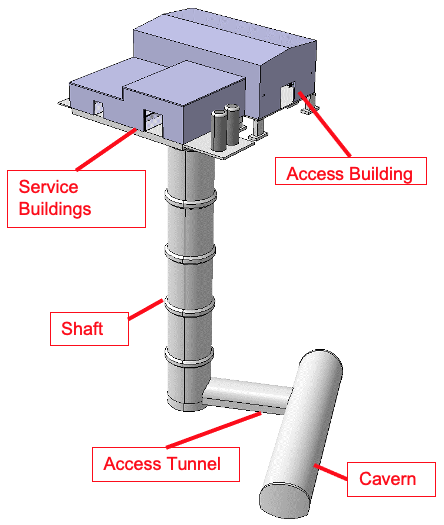 Access Building
Service
Buildings
Shaft
Access Tunnel
Cavern